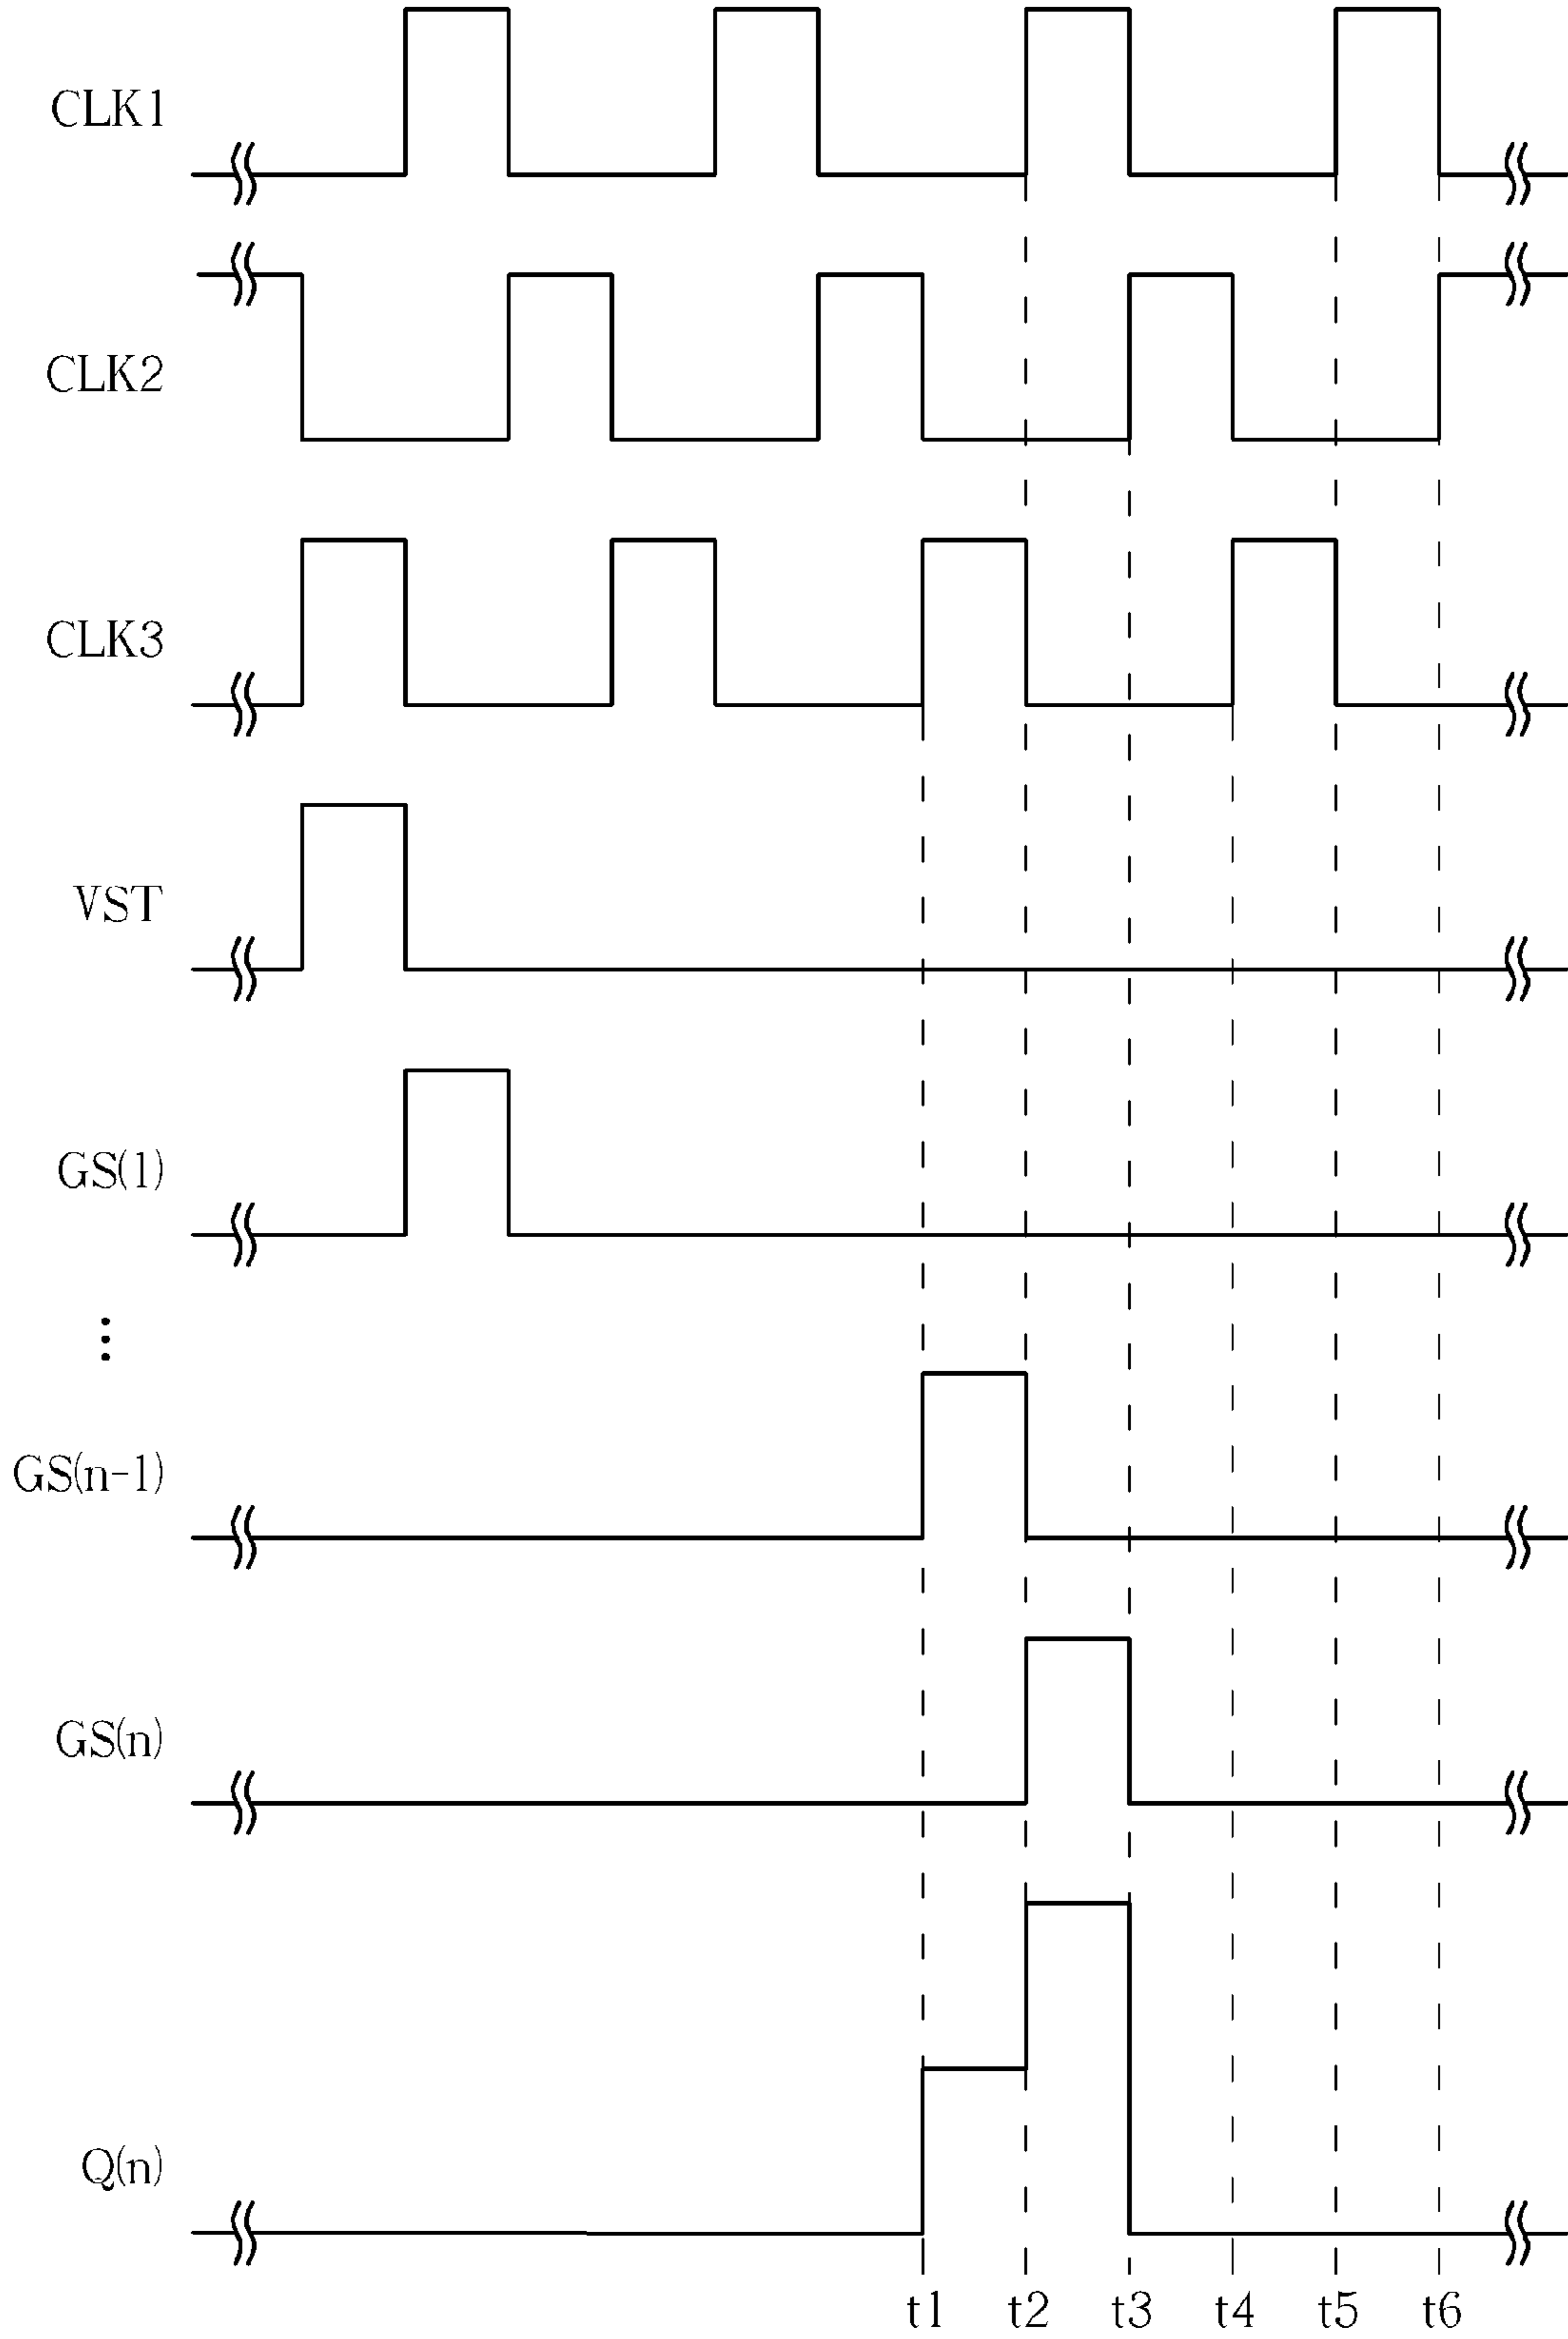 CLK1
CLK2
CLK3
VST
GS(1)
⋮
GS(n-1)
GS(n)
Q(n)
t1 t2 t3 t4 t5 t6